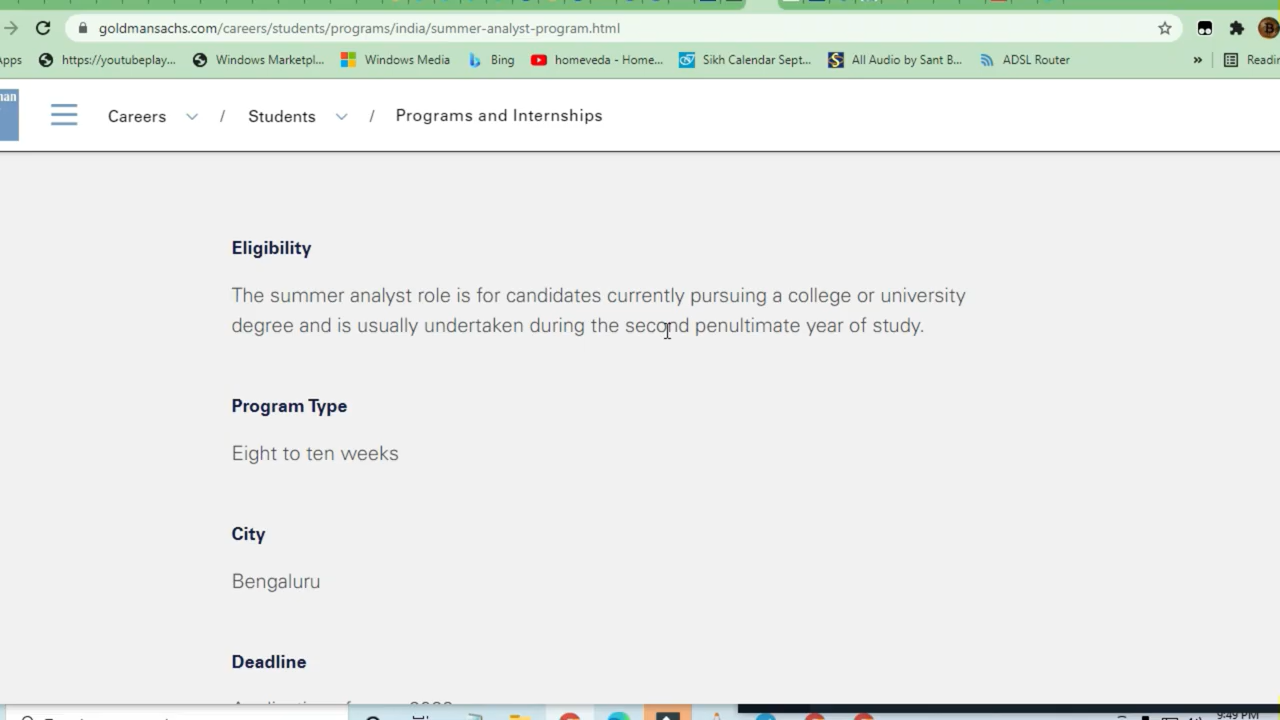 goldmansachs.com/careers/students/programs/india/summer-analyst-program.html
https://youtubeplay... Windows Marketpl... Windows Media Bing homeveda - Home... Sikh Calendar Sept... All Audio by Sant B... ADSL Router »
Careers / Students / Programs and Internships
Eligibility
The summer analyst role is for candidates currently pursuing a college or university
degree and is usually undertaken during the second penultimate year of study.
Program Type
Eight to ten weeks
City
Bengaluru
Deadline
9:49 PM